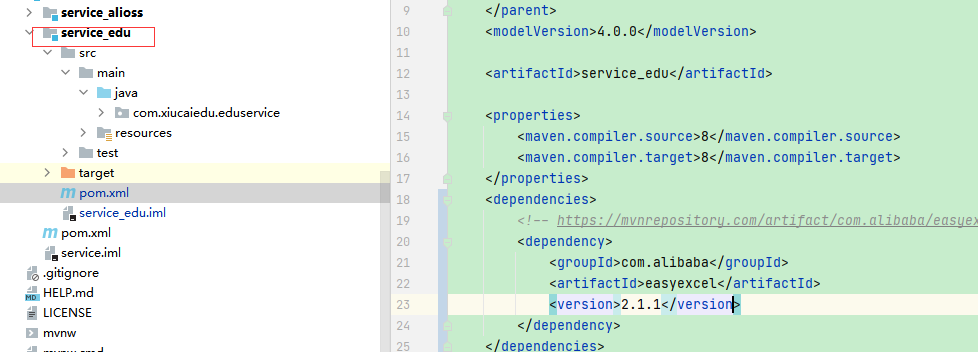 service_alioss
service_edu
src
main
java
com.xiucaiedu.eduservice
resources
test
target
pom.xml
service_edu.iml
pom.xml
service.iml
.gitignore
HELP.md
LICENSE
mvnw
9 </parent>
10 <modelVersion>4.0.0</modelVersion>
11
12 <artifactId>service_edu</artifactId>
13
14 <properties>
15 <maven.compiler.source>8</maven.compiler.source>
16 <maven.compiler.target>8</maven.compiler.target>
17 </properties>
18 <dependencies>
19 <!-- https://mvnrepository.com/artifact/com.alibaba/easyex
20 <dependency>
21 <groupId>com.alibaba</groupId>
22 <artifactId>easyexcel</artifactId>
23 <version>2.1.1</version>
24 </dependency>
25 </dependencies>